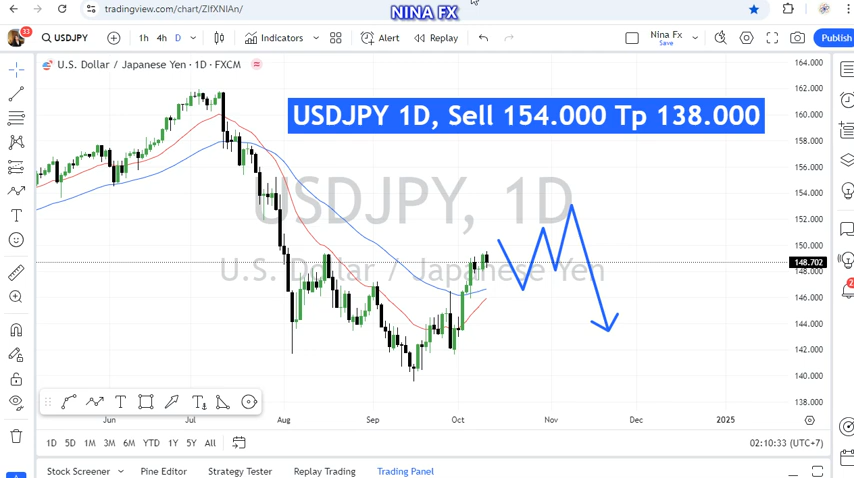 tradingview.com/chart/ZIfXNIAn/
NINA FX
33
USDJPY
1h 4h D
Indicators
Alert
Replay
Nina Fx
Save
Publish
U.S. Dollar / Japanese Yen · 1D · FXCM
USDJPY 1D, Sell 154.000 Tp 138.000
USDJPY, 1D
U.S. Dollar / Japanese Yen
164.000
162.000
160.000
158.000
156.000
154.000
152.000
150.000
148.702
148.000
146.000
144.000
142.000
140.000
138.000
2
Jun Jul Aug Sep Oct Nov Dec 2025
1D 5D 1M 3M 6M YTD 1Y 5Y All
02:10:33 (UTC+7)
Stock Screener Pine Editor Strategy Tester Replay Trading Trading Panel